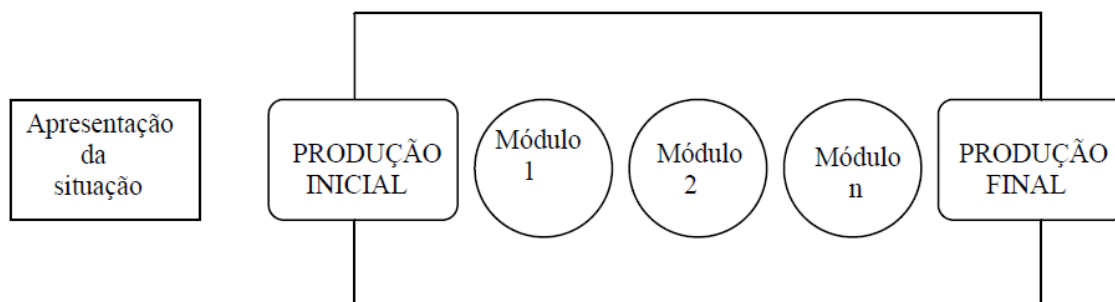 Apresentação
da
situação
PRODUÇÃO
INICIAL
Módulo
1
Módulo
2
Módulo
n
PRODUÇÃO
FINAL